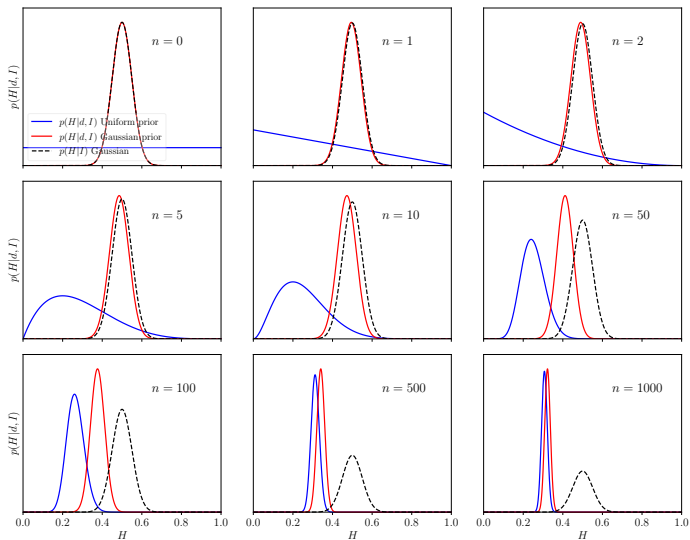 n = 0
n = 1
n = 2
p(H|d, I)
p(H|d, I) Uniform prior
p(H|d, I) Gaussian prior
p(H|I) Gaussian
n = 5
n = 10
n = 50
p(H|d, I)
n = 100
n = 500
n = 1000
p(H|d, I)
0.0 0.2 0.4 0.6 0.8 1.0 0.0 0.2 0.4 0.6 0.8 1.0 0.0 0.2 0.4 0.6 0.8 1.0
H H H